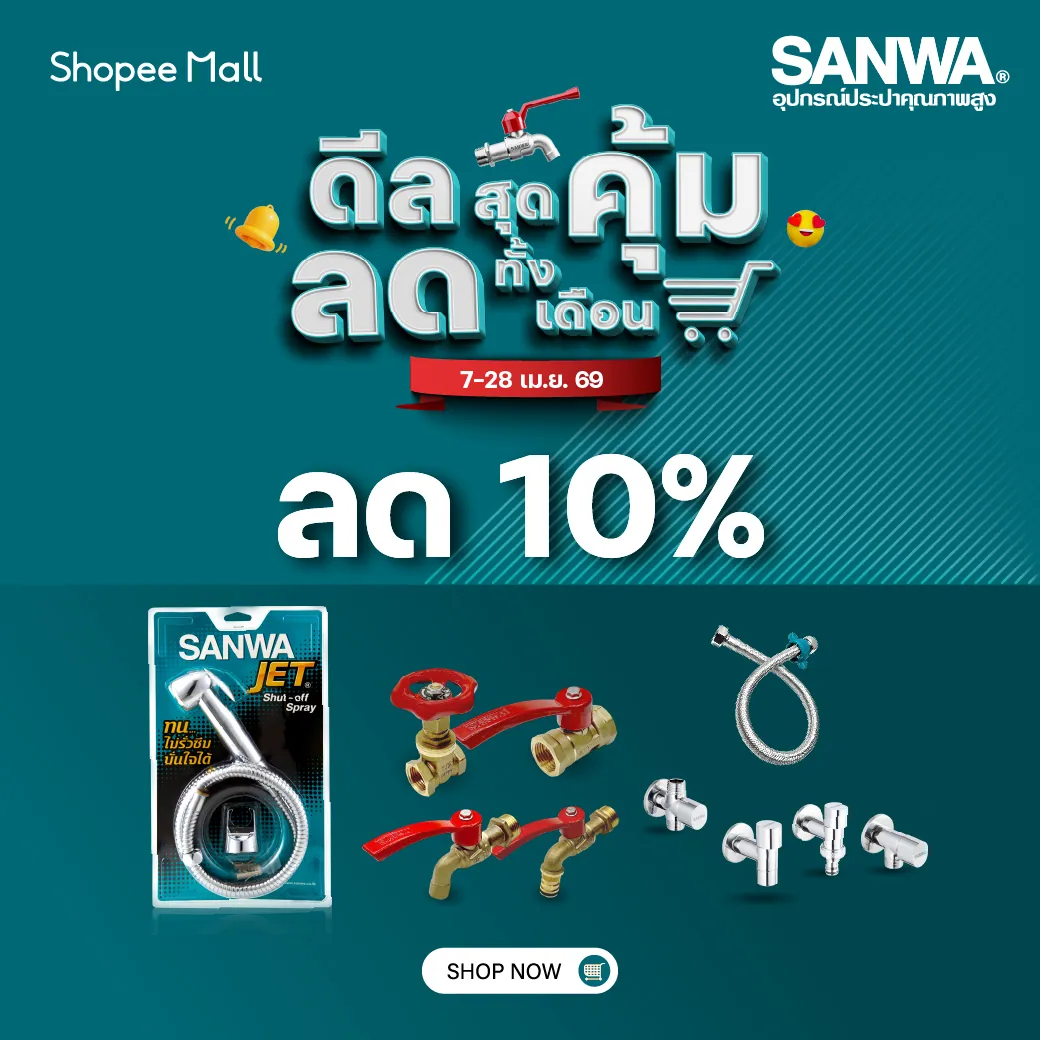 Shopee Mall
SANWA®
อุปกรณ์ประปาคุณภาพสูง
SANWA
ดีลสุดคุ้ม
ลดทั้งเดือน
7-28 เม.ย. 69
ลด 10%
SANWA
JET®
Shut-off
Spray
ทน...
ไม่รั่วซึม
มั่นใจได้
SHOP NOW